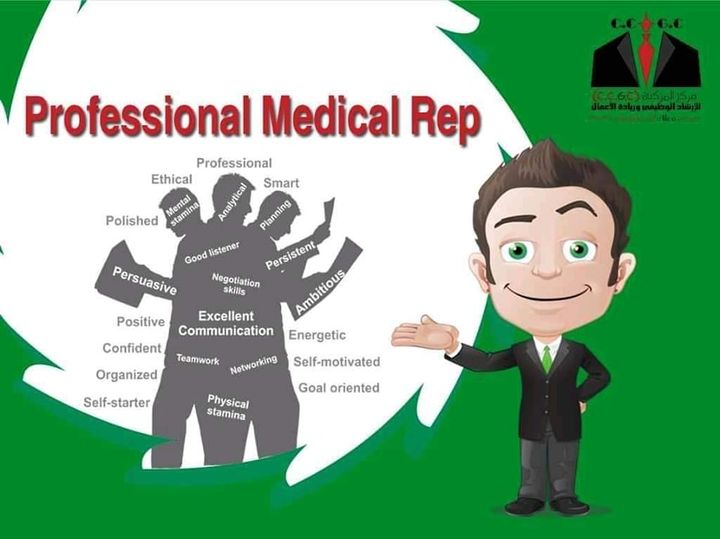 C.C G.C
مركز المركزية (C.C.G.C)
للإرشاد الوظيفي وريادة الأعمال
Professional Medical Rep
Professional
Ethical
Smart
Mental stamina
Analytical
Planning
Polished
Good listener
Persistent
Persuasive
Negotiation
skills
Ambitious
Positive
Excellent
Communication
Energetic
Confident
Teamwork
Networking
Self-motivated
Organized
Goal oriented
Self-starter
Physical
stamina